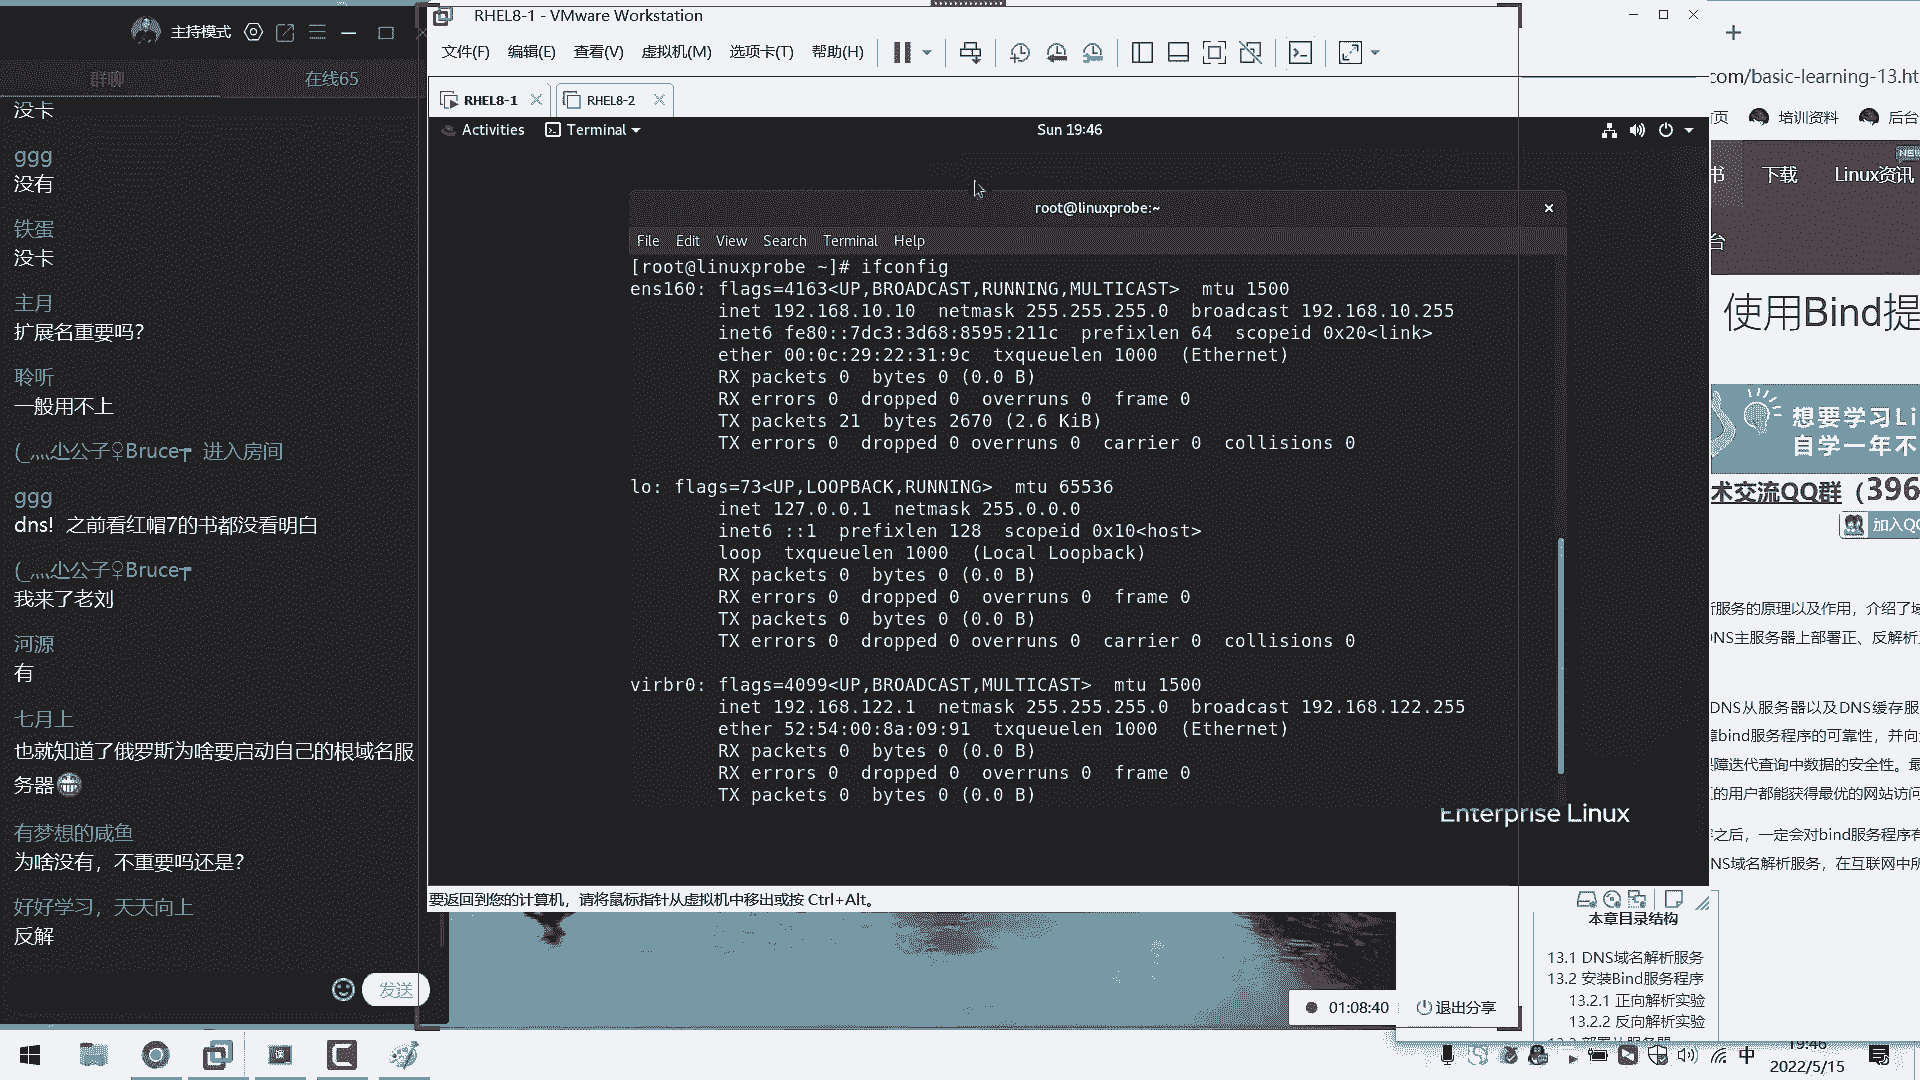 主持模式
群聊
在线65
没卡
ggg
没有
铁蛋
没卡
主月
扩展名重要吗?
聆听
一般用不上
进入房间
ggg
dns! 之前看红帽7的书都没看明白
我来了老刘
河源
有
七月上
也就知道了俄罗斯为啥要启动自己的根域名服
务器
有梦想的咸鱼
为啥没有，不重要吗还是?
好好学习，天天向上
反解
发送
RHEL8-1 - VMware Workstation
文件(F) 编辑(E) 查看(V) 虚拟机(M) 选项卡(T) 帮助(H)
RHEL8-1
RHEL8-2
Activities
Terminal
Sun 19:46
root@linuxprobe:~
File Edit View Search Terminal Help
[root@linuxprobe ~]# ifconfig
ens160: flags=4163<UP,BROADCAST,RUNNING,MULTICAST>  mtu 1500
inet 192.168.10.10  netmask 255.255.255.0  broadcast 192.168.10.255
inet6 fe80::7dc3:3d68:8595:211c  prefixlen 64  scopeid 0x20<link>
ether 00:0c:29:22:31:9c  txqueuelen 1000  (Ethernet)
RX packets 0  bytes 0 (0.0 B)
RX errors 0  dropped 0  overruns 0  frame 0
TX packets 21  bytes 2670 (2.6 KiB)
TX errors 0  dropped 0 overruns 0  carrier 0  collisions 0
lo: flags=73<UP,LOOPBACK,RUNNING>  mtu 65536
inet 127.0.0.1  netmask 255.0.0.0
inet6 ::1  prefixlen 128  scopeid 0x10<host>
loop  txqueuelen 1000  (Local Loopback)
RX packets 0  bytes 0 (0.0 B)
RX errors 0  dropped 0  overruns 0  frame 0
TX packets 0  bytes 0 (0.0 B)
TX errors 0  dropped 0 overruns 0  carrier 0  collisions 0
virbr0: flags=4099<UP,BROADCAST,MULTICAST>  mtu 1500
inet 192.168.122.1  netmask 255.255.255.0  broadcast 192.168.122.255
ether 52:54:00:8a:09:91  txqueuelen 1000  (Ethernet)
RX packets 0  bytes 0 (0.0 B)
RX errors 0  dropped 0  overruns 0  frame 0
TX packets 0  bytes 0 (0.0 B)
Enterprise Linux
要返回到您的计算机，请将鼠标指针从虚拟机中移出或按 Ctrl+Alt。
01:08:40
退出分享
com/basic-learning-13.ht
页 培训资料 后台
NEW
书 下载 Linux资讯
台
使用Bind提
想要学习Li
自学一年不
术交流QQ群 (396
加入QQ
服务的原理以及作用，介绍了域
NS主服务器上部署正、反解析
DNS从服务器以及DNS缓存服
bind服务程序的可靠性，并向
障迭代查询中数据的安全性。最
的用户都能获得最优的网站访问
之后，一定会对bind服务程序有
NS域名解析服务，在互联网中所
本章目录结构
13.1 DNS域名解析服务
13.2 安装Bind服务程序
13.2.1 正向解析实验
13.2.2 反向解析实验
中
19:46
2022/5/15